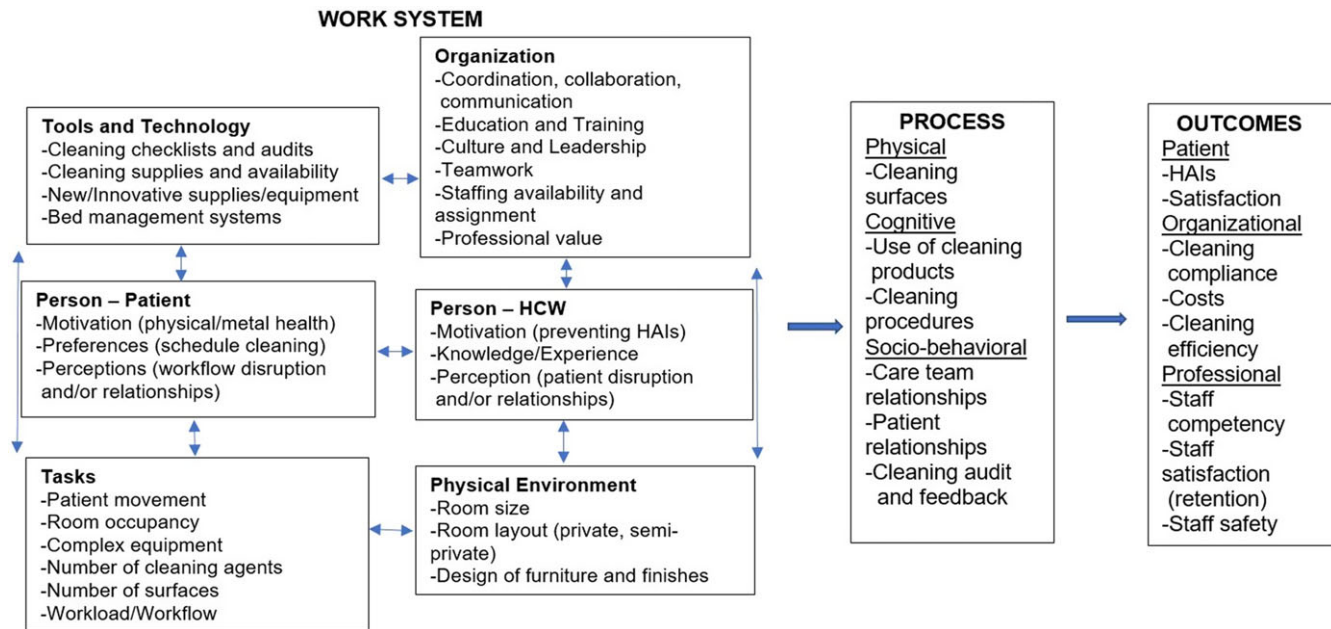 WORK SYSTEM
Tools and Technology
-Cleaning checklists and audits
-Cleaning supplies and availability
-New/Innovative supplies/equipment
-Bed management systems
Organization
-Coordination, collaboration,
communication
-Education and Training
-Culture and Leadership
-Teamwork
-Staffing availability and
assignment
-Professional value
Person – Patient
-Motivation (physical/metal health)
-Preferences (schedule cleaning)
-Perceptions (workflow disruption
and/or relationships)
Person – HCW
-Motivation (preventing HAIs)
-Knowledge/Experience
-Perception (patient disruption
and/or relationships)
Tasks
-Patient movement
-Room occupancy
-Complex equipment
-Number of cleaning agents
-Number of surfaces
-Workload/Workflow
Physical Environment
-Room size
-Room layout (private, semi-
private)
-Design of furniture and finishes
PROCESS
Physical
-Cleaning
surfaces
Cognitive
-Use of cleaning
products
-Cleaning
procedures
Socio-behavioral
-Care team
relationships
-Patient
relationships
-Cleaning audit
and feedback
OUTCOMES
Patient
-HAIs
-Satisfaction
Organizational
-Cleaning
compliance
-Costs
-Cleaning
efficiency
Professional
-Staff
competency
-Staff
satisfaction
(retention)
-Staff safety